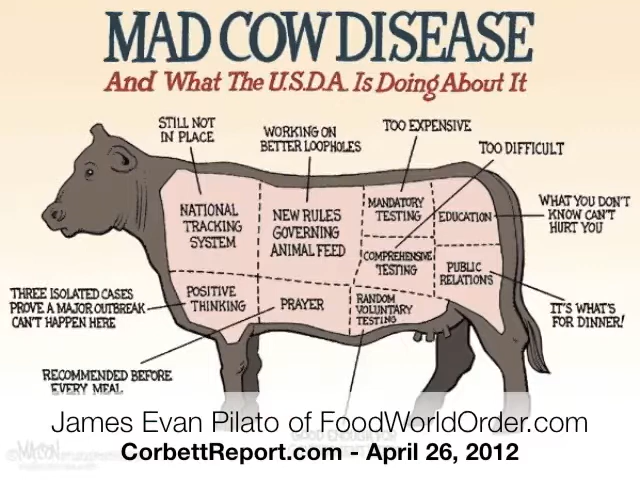 MAD COW DISEASE
And What The U.S.D.A. Is Doing About It
STILL NOT
IN PLACE
WORKING ON
BETTER LOOPHOLES
TOO EXPENSIVE
TOO DIFFICULT
NATIONAL
TRACKING
SYSTEM
NEW RULES
GOVERNING
ANIMAL FEED
MANDATORY
TESTING
EDUCATION
WHAT YOU DON'T
KNOW CAN'T
HURT YOU
COMPREHENSIVE
TESTING
PUBLIC
RELATIONS
THREE ISOLATED CASES
PROVE A MAJOR OUTBREAK
CAN'T HAPPEN HERE
POSITIVE
THINKING
PRAYER
RANDOM
VOLUNTARY
TESTING
IT'S WHAT'S
FOR DINNER!
RECOMMENDED BEFORE
EVERY MEAL
James Evan Pilato of FoodWorldOrder.com
GOOD ENOUGH FOR
CorbettReport.com - April 26, 2012